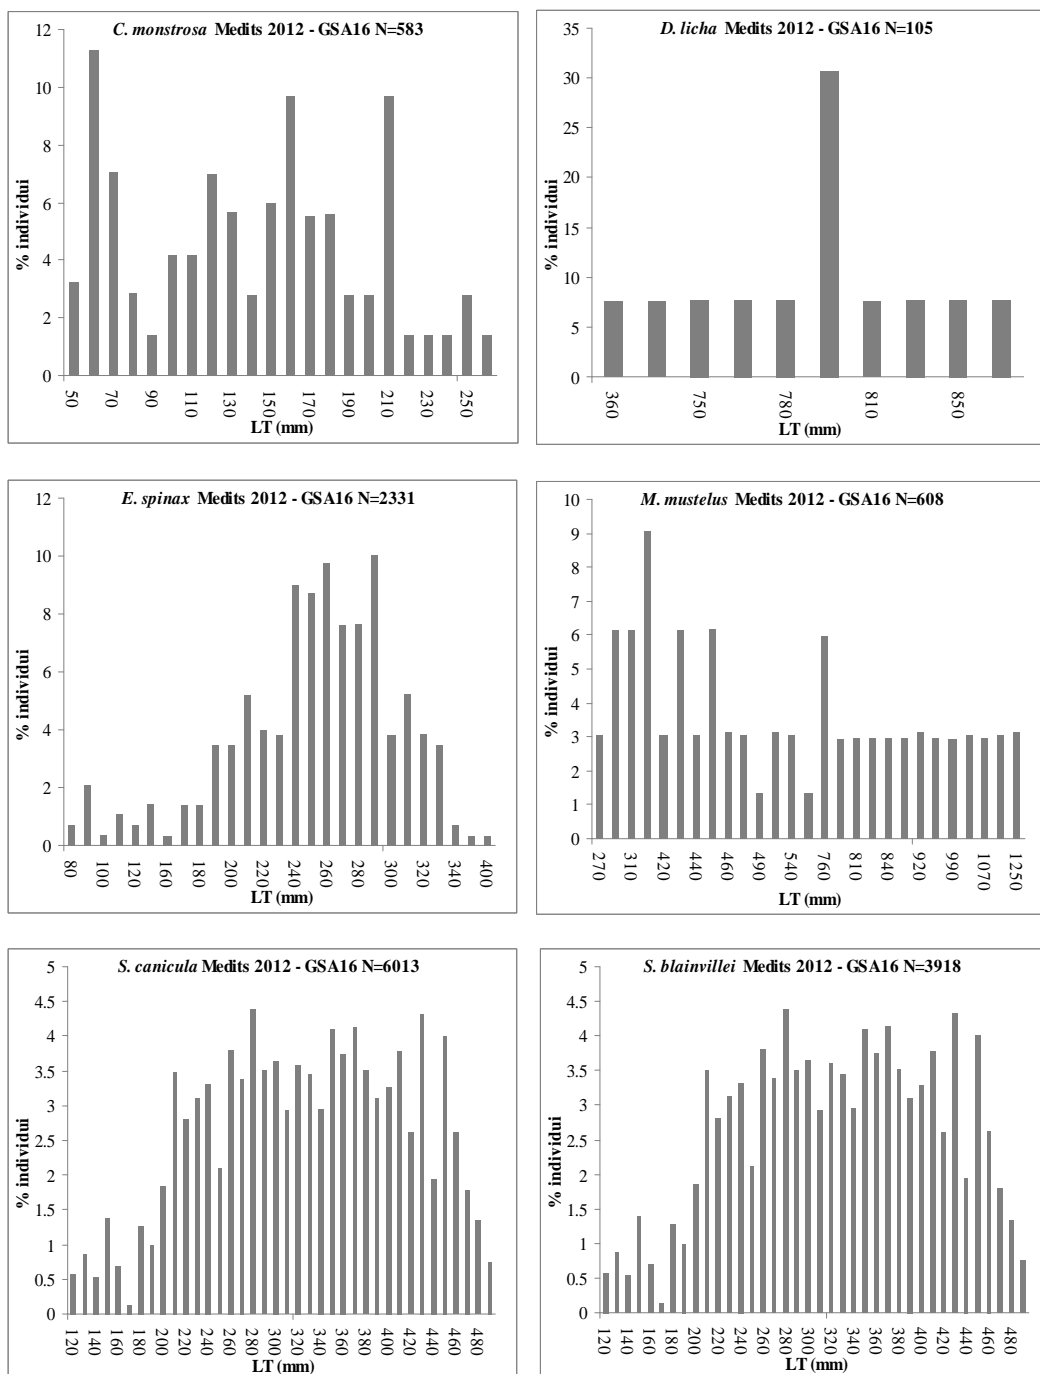 C. monstrosa Medits 2012 - GSA16 N=583
12
10
8
6
4
2
0
% individui
50 70 90 110 130 150 170 190 210 230 250
LT (mm)
D. licha Medits 2012 - GSA16 N=105
35
30
25
20
15
10
5
0
% individui
360 750 780 810 850
LT (mm)
E. spinax Medits 2012 - GSA16 N=2331
12
10
8
6
4
2
0
% individui
80 100 120 160 180 200 220 240 260 280 300 320 340 400
LT (mm)
M. mustelus Medits 2012 - GSA16 N=608
10
9
8
7
6
5
4
3
2
1
0
% individui
270 310 420 440 460 490 540 760 810 840 920 990 1070 1250
LT (mm)
S. canicula Medits 2012 - GSA16 N=6013
5
4.5
4
3.5
3
2.5
2
1.5
1
0.5
0
% individui
120 140 160 180 200 220 240 260 280 300 320 340 360 380 400 420 440 460 480
LT (mm)
S. blainvillei Medits 2012 - GSA16 N=3918
5
4.5
4
3.5
3
2.5
2
1.5
1
0.5
0
% individui
120 140 160 180 200 220 240 260 280 300 320 340 360 380 400 420 440 460 480
LT (mm)